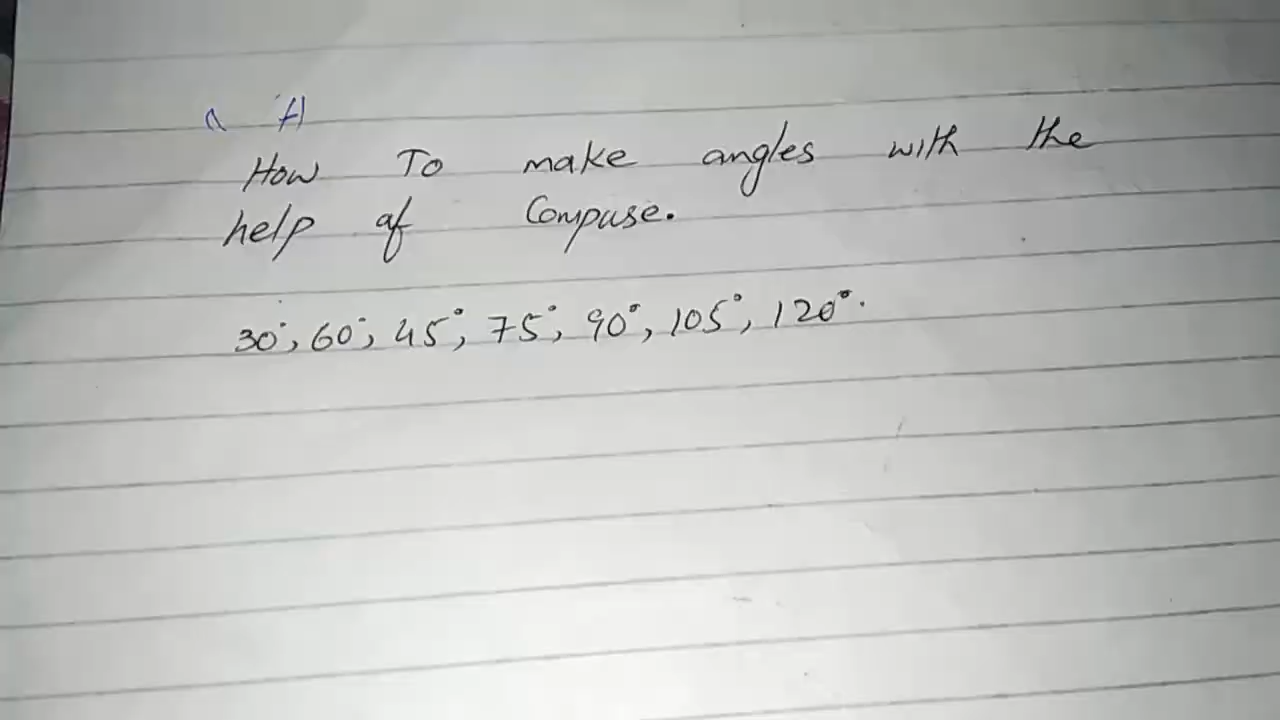 How To make angles with the
help of Compuse.
30°, 60°, 45°, 75°, 90°, 105°, 120°.